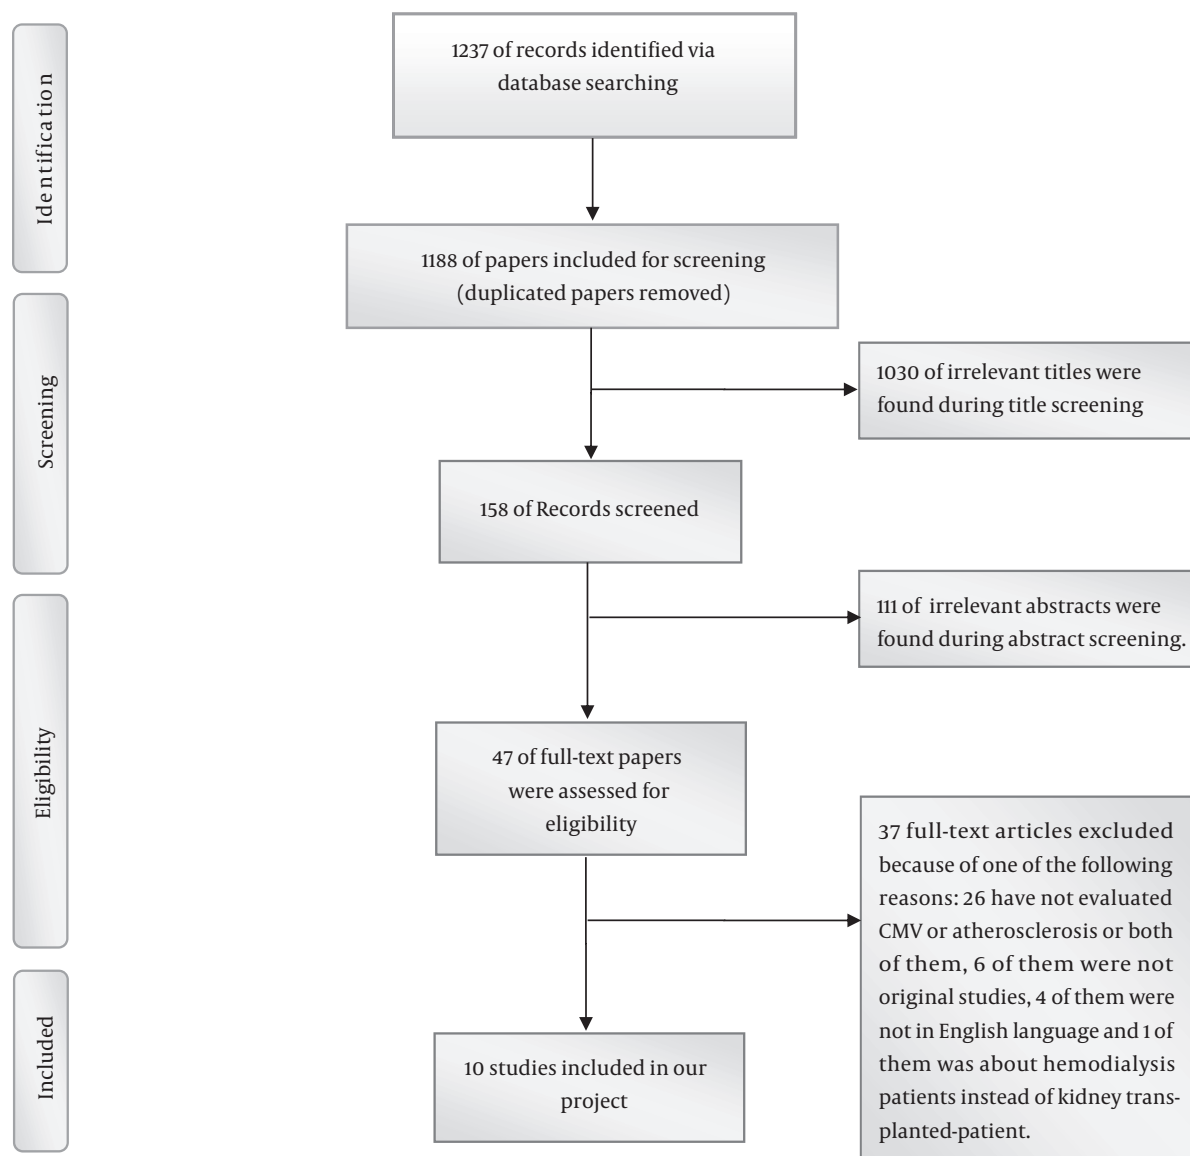 Identification
1237 of records identified via
database searching
1188 of papers included for screening
(duplicated papers removed)
Screening
1030 of irrelevant titles were
found during title screening
158 of Records screened
Eligibility
111 of irrelevant abstracts were
found during abstract screening.
47 of full-text papers
were assessed for
eligibility
37 full-text articles excluded
because of one of the following
reasons: 26 have not evaluated
CMV or atherosclerosis or both
of them, 6 of them were not
original studies, 4 of them were
not in English language and 1 of
them was about hemodialysis
patients instead of kidney trans-
planted-patient.
Included
10 studies included in our
project